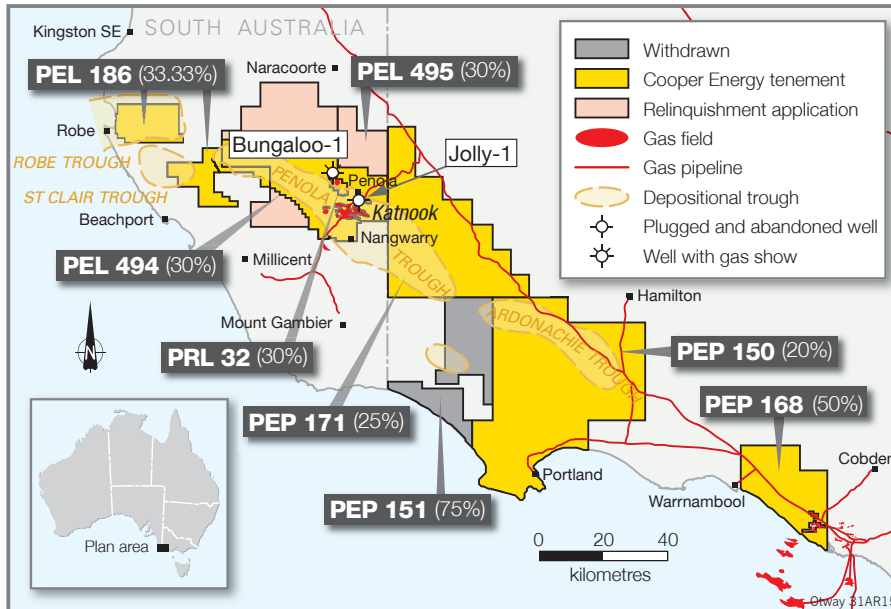 SOUTH AUSTRALIA
Kingston SE
Naracoorte
PEL 186 (33.33%)
PEL 495 (30%)
Robe
Bungaloo-1
Jolly-1
ROBE TROUGH
ST CLAIR TROUGH
PENOLA
Penola
Katnook
Beachport
Nangwarry
PEL 494 (30%)
Millicent
TROUGH
Mount Gambier
Hamilton
ARDONACHIE TROUGH
N
PRL 32 (30%)
PEP 150 (20%)
PEP 171 (25%)
PEP 168 (50%)
Cobden
Portland
Warrnambool
PEP 151 (75%)
Plan area
0 20 40
kilometres
Withdrawn
Cooper Energy tenement
Relinquishment application
Gas field
Gas pipeline
Depositional trough
Plugged and abandoned well
Well with gas show
Otway 31AR15